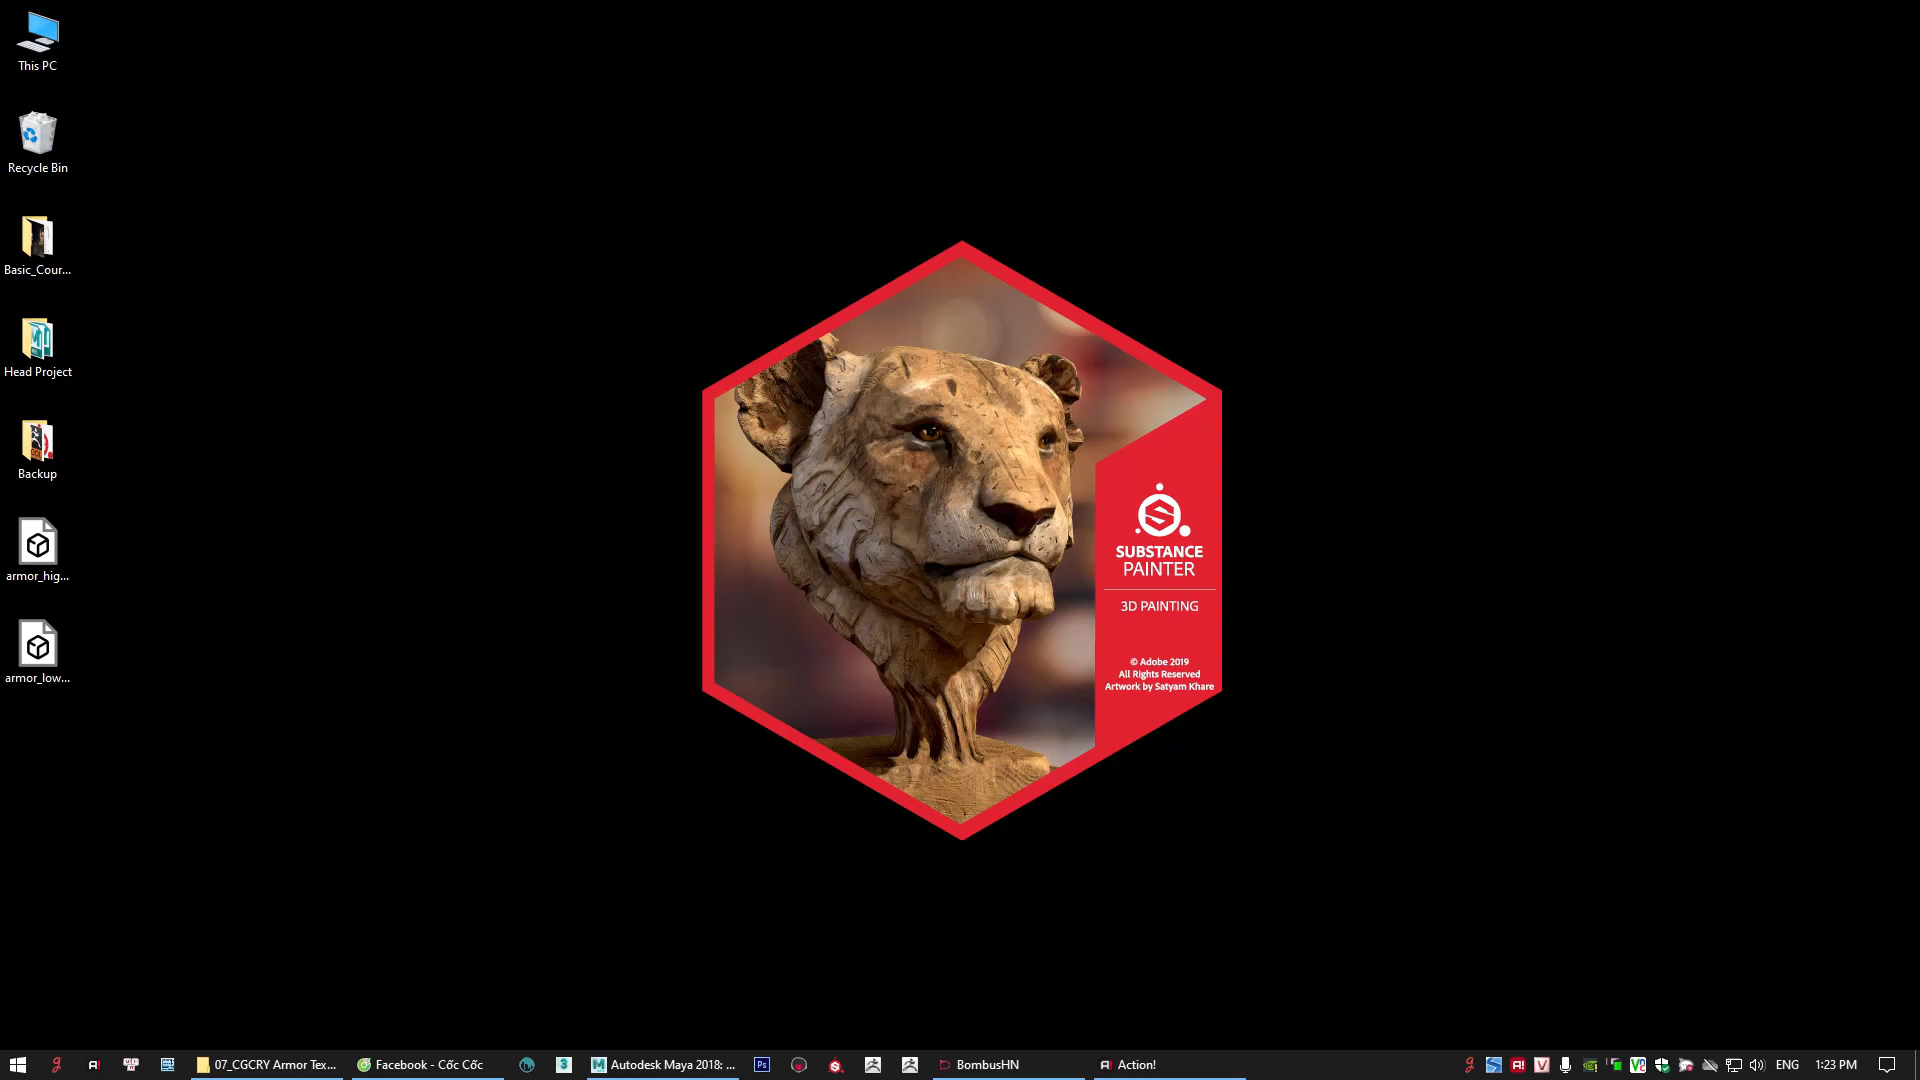 This PC
Recycle Bin
Basic_Cour...
Head Project
Backup
armor_hig...
armor_low...
SUBSTANCE
PAINTER
3D PAINTING
© Adobe 2019
All Rights Reserved
Artwork by Satyam Khare
07_CGCRY Armor Tex...
Facebook - Cốc Cốc
Autodesk Maya 2018: ...
Ps
BombusHN
Action!
ENG
1:23 PM